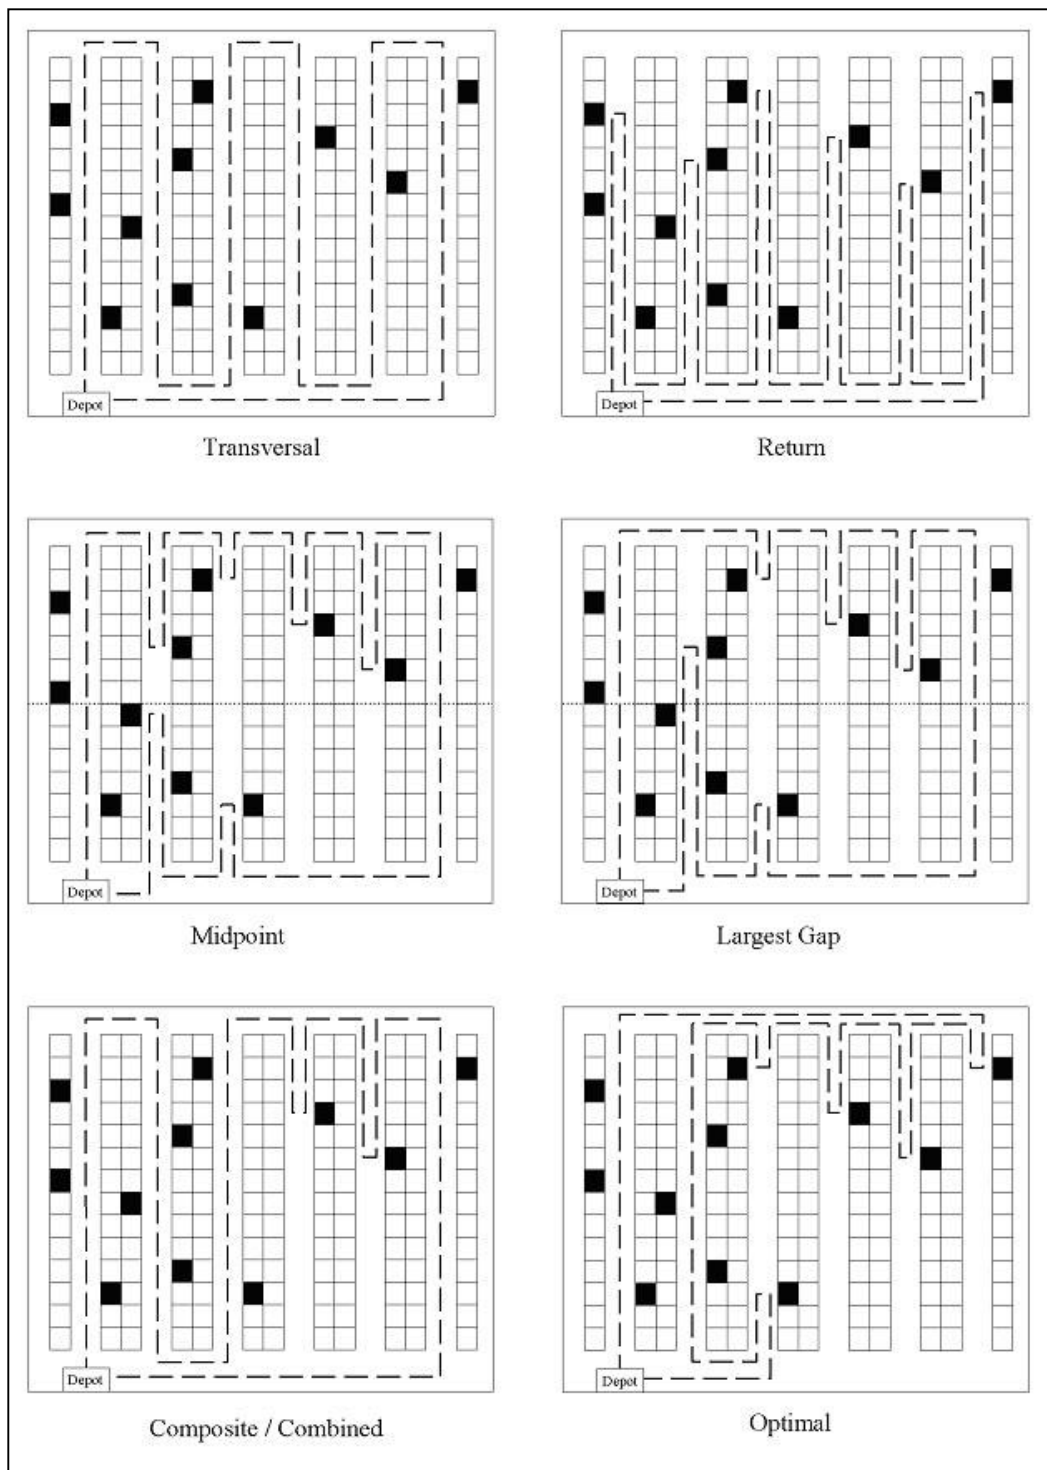 Depot
Depot
Transversal
Return
Depot
Depot
Midpoint
Largest Gap
Depot
Depot
Composite / Combined
Optimal